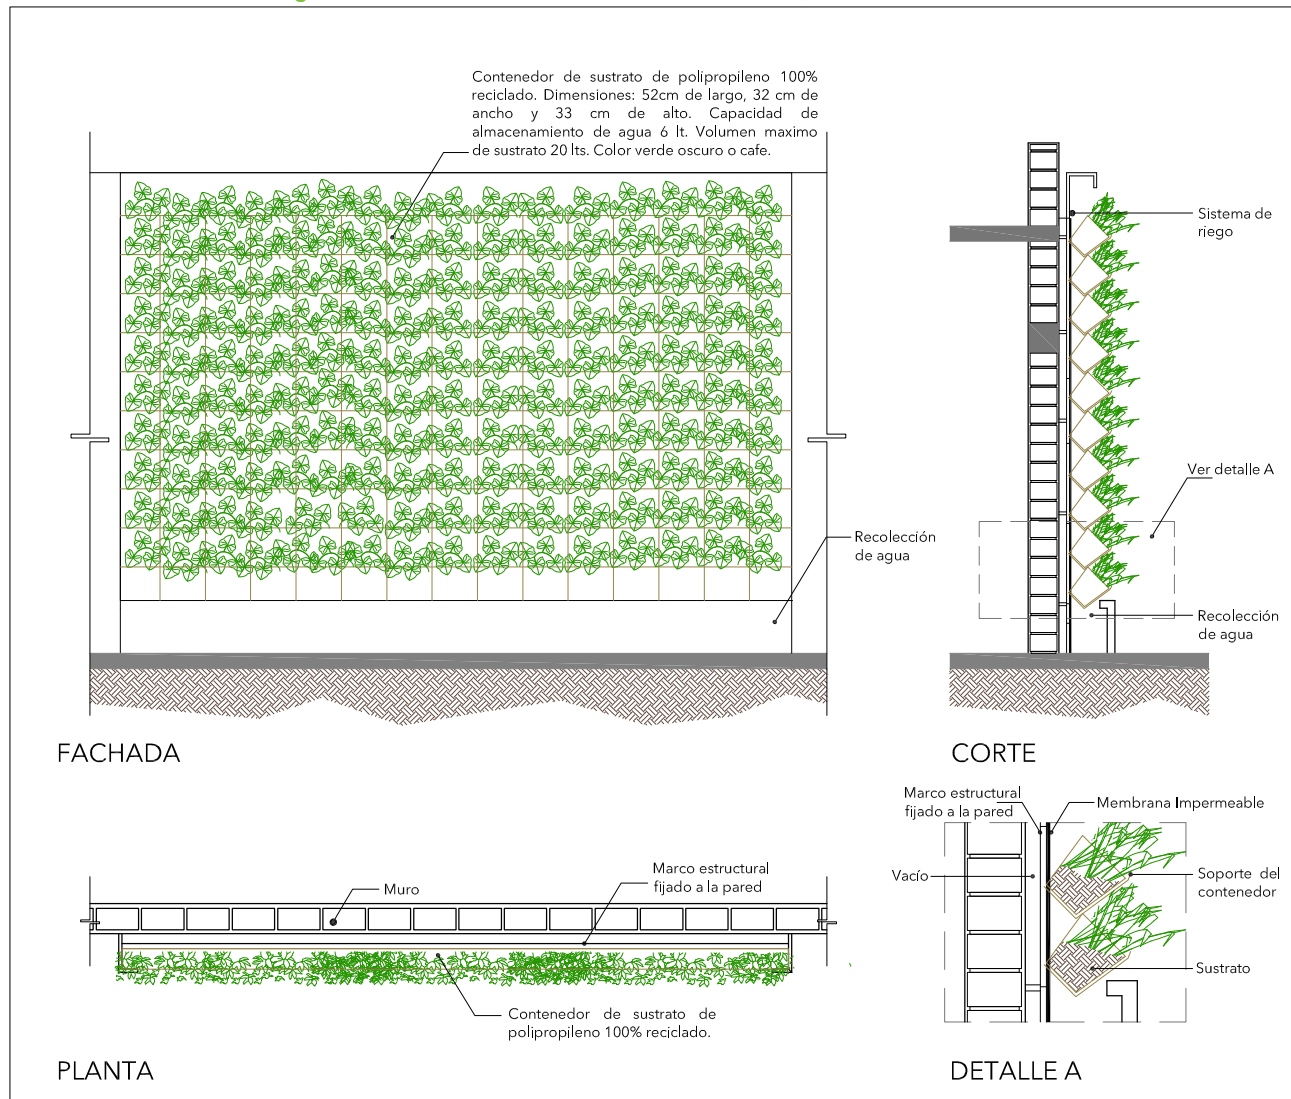 Contenedor de sustrato de polipropileno 100%
reciclado. Dimensiones: 52cm de largo, 32 cm de
ancho y 33 cm de alto. Capacidad de
almacenamiento de agua 6 lt. Volumen maximo
de sustrato 20 lts. Color verde oscuro o cafe.
Sistema de
riego
Ver detalle A
Recolección
de agua
Recolección
de agua
FACHADA
CORTE
Marco estructural
fijado a la pared
Membrana Impermeable
Vacío
Soporte del
contenedor
Sustrato
Marco estructural
fijado a la pared
Muro
Contenedor de sustrato de
polipropileno 100% reciclado.
PLANTA
DETALLE A